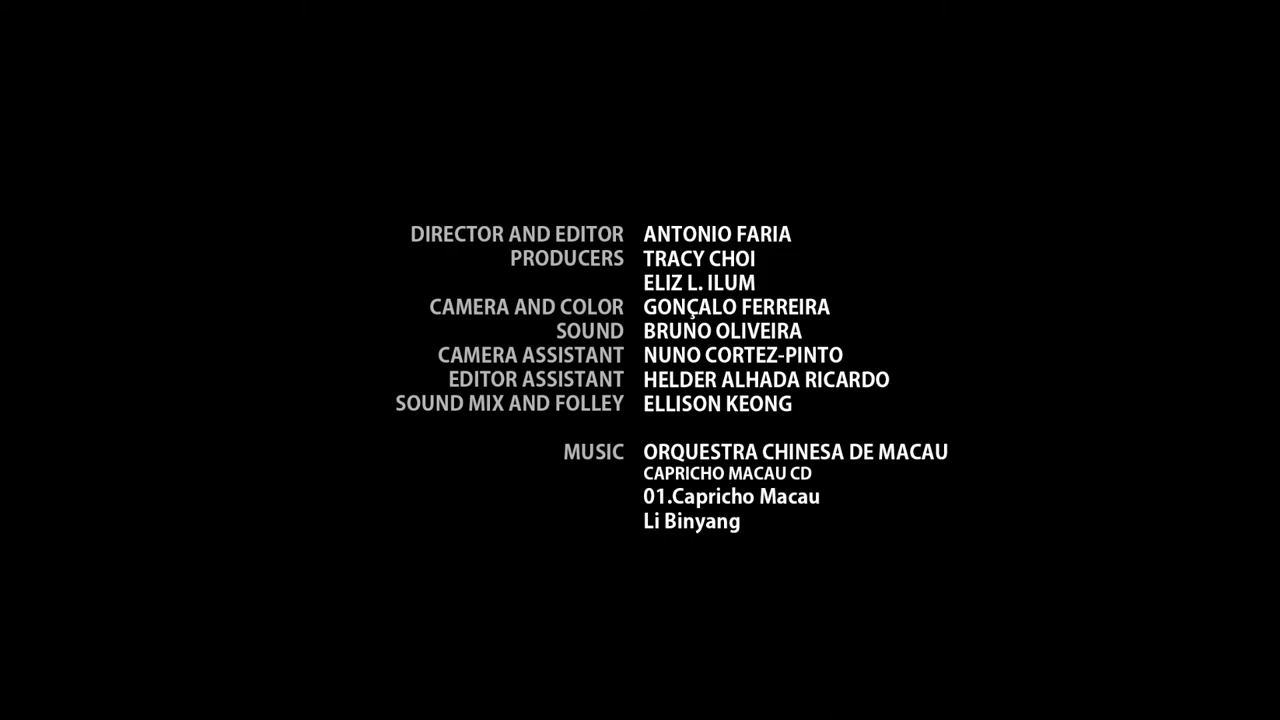 DIRECTOR AND EDITOR ANTONIO FARIA
PRODUCERS TRACY CHOI
ELIZ L. ILUM
CAMERA AND COLOR GONÇALO FERREIRA
SOUND BRUNO OLIVEIRA
CAMERA ASSISTANT NUNO CORTEZ-PINTO
EDITOR ASSISTANT HELDER ALHADA RICARDO
SOUND MIX AND FOLLEY ELLISON KEONG
MUSIC ORQUESTRA CHINESA DE MACAU
CAPRICHO MACAU CD
01.Capricho Macau
Li Binyang